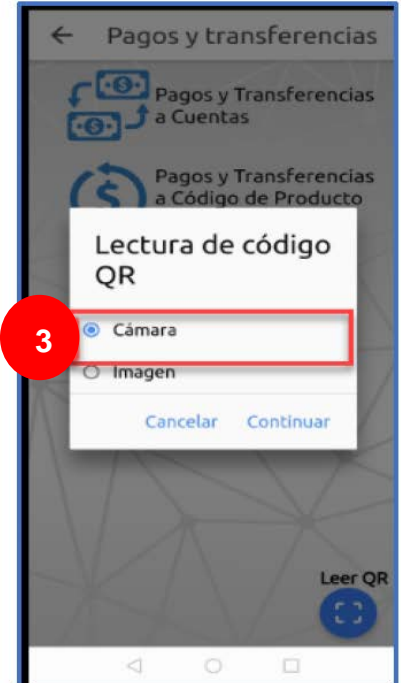 Pagos y transferencias
Pagos y Transferencias
a Cuentas
Pagos y Transferencias
a Código de Producto
Lectura de código
QR
3
Cámara
Imagen
Cancelar Continuar
Leer QR